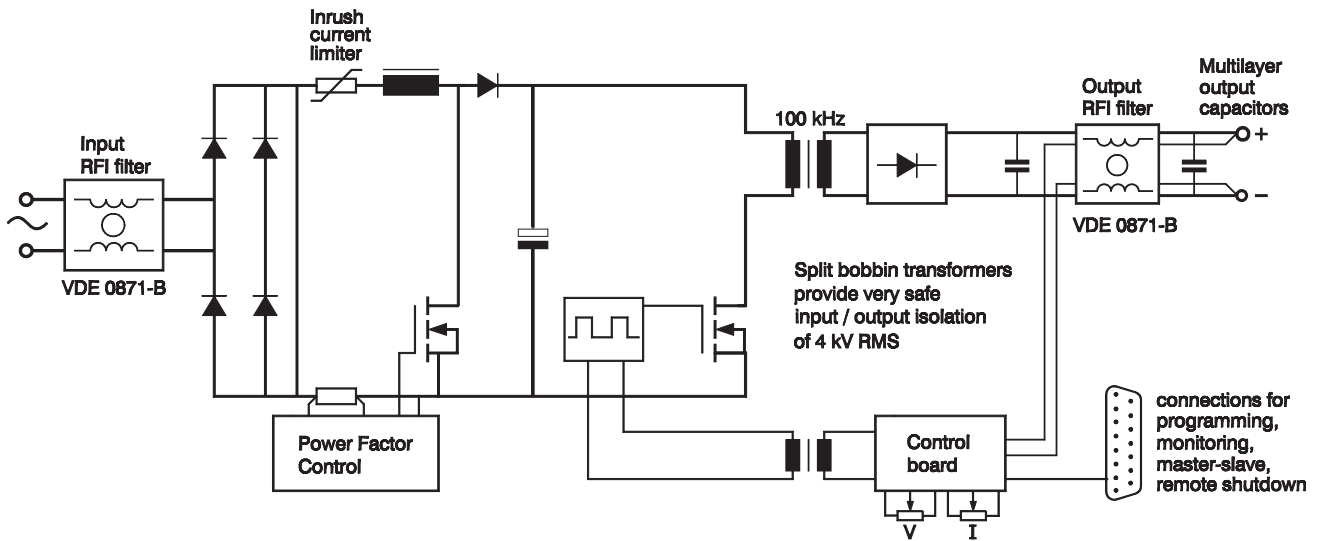 Inrush
current
limiter
Input
RFI filter
VDE 0871-B
100 kHz
Output
RFI filter
VDE 0871-B
Multilayer
output
capacitors
+
−
Split bobbin transformers
provide very safe
input / output isolation
of 4 kV RMS
Power Factor
Control
Control
board
V
I
connections for
programming,
monitoring,
master-slave,
remote shutdown